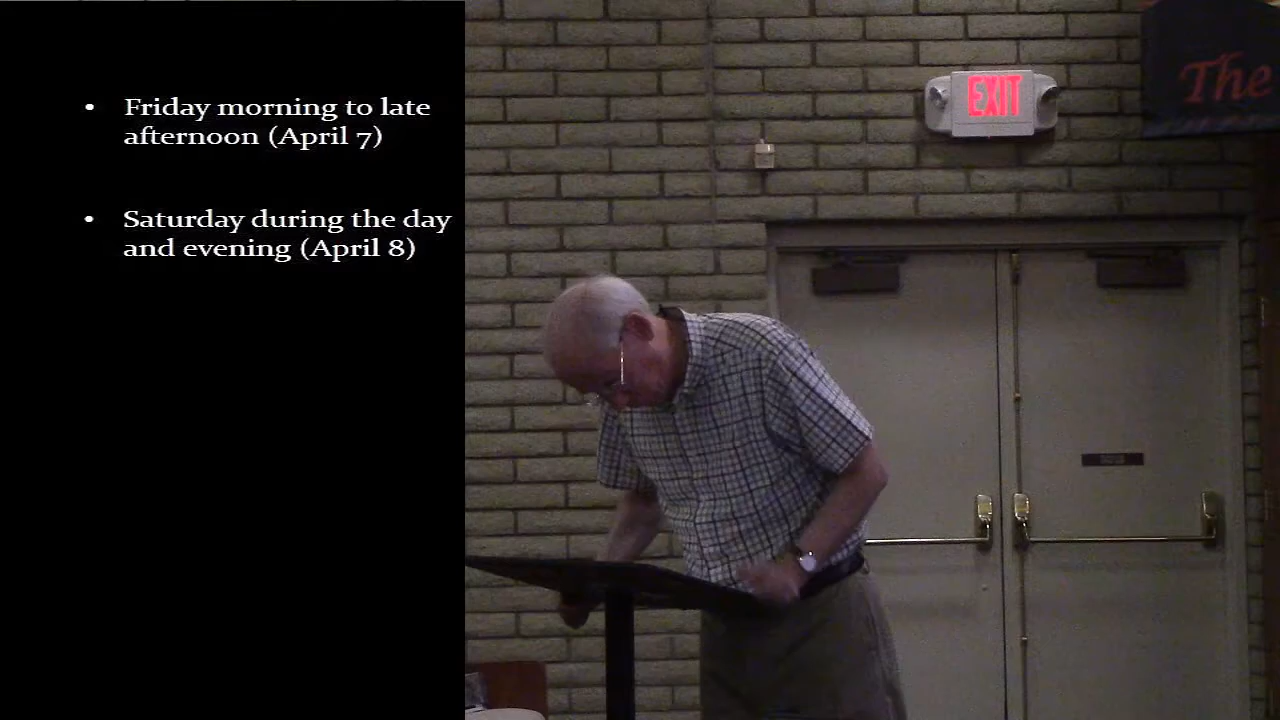 • Friday morning to late
afternoon (April 7)
• Saturday during the day
and evening (April 8)
EXIT
The